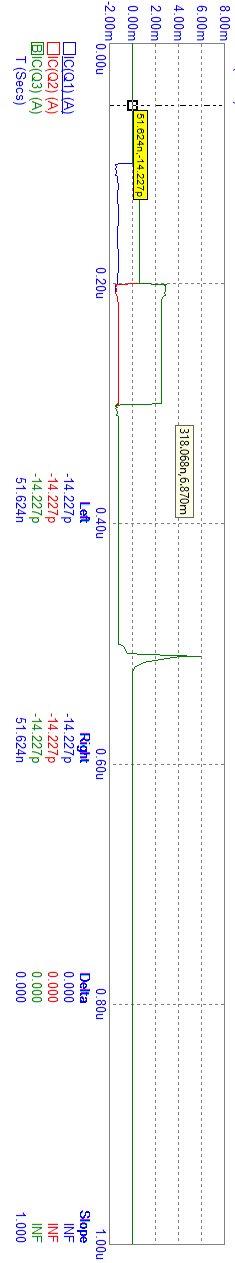 8.00m
6.00m
4.00m
2.00m
0.00m
-2.00m
51.624n,-14.227p
318.068n,6.870m
0.00u 0.20u 0.40u 0.60u 0.80u 1.00u
Left Right Delta Slope
IC(Q1) (A) -14.227p -14.227p 0.000 INF
IC(Q2) (A) -14.227p -14.227p 0.000 INF
B IC(Q3) (A) -14.227p -14.227p 0.000 INF
T (Secs) 51.624n 51.624n 0.000 1.000